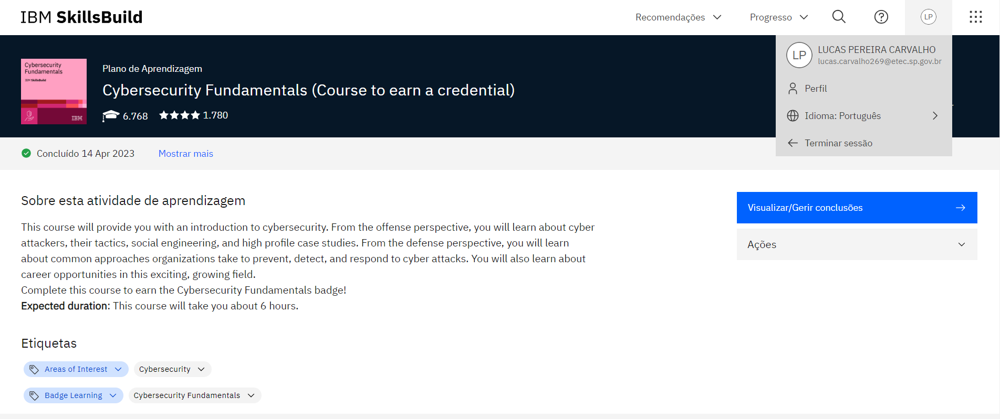 IBM SkillsBuild
Recomendações
Progresso
LP
LP
LUCAS PEREIRA CARVALHO
lucas.carvalho269@etec.sp.gov.br
Perfil
Idioma: Português
Terminar sessão
Cybersecurity
Fundamentals
IBM SkillsBuild
IBM
Plano de Aprendizagem
Cybersecurity Fundamentals (Course to earn a credential)
6.768
1.780
Concluído 14 Apr 2023
Mostrar mais
Sobre esta atividade de aprendizagem
This course will provide you with an introduction to cybersecurity. From the offense perspective, you will learn about cyber
attackers, their tactics, social engineering, and high profile case studies. From the defense perspective, you will learn
about common approaches organizations take to prevent, detect, and respond to cyber attacks. You will also learn about
career opportunities in this exciting, growing field.
Complete this course to earn the Cybersecurity Fundamentals badge!
Expected duration: This course will take you about 6 hours.
Visualizar/Gerir conclusões
Ações
Etiquetas
Areas of Interest
Cybersecurity
Badge Learning
Cybersecurity Fundamentals